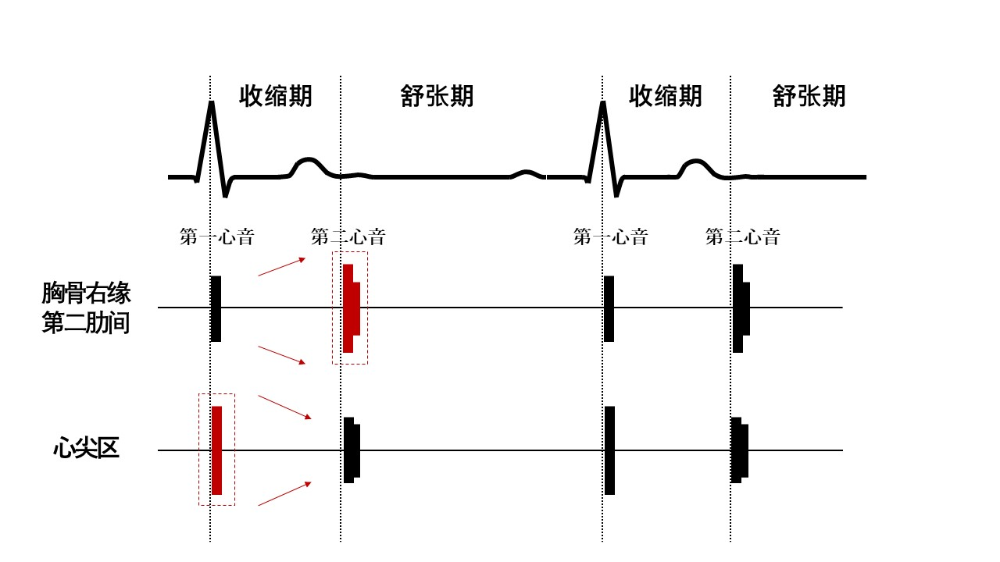 收缩期 舒张期 收缩期 舒张期
第一心音 第二心音 第一心音 第二心音
胸骨右缘
第二肋间
心尖区